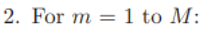 2. For m = 1 to M: